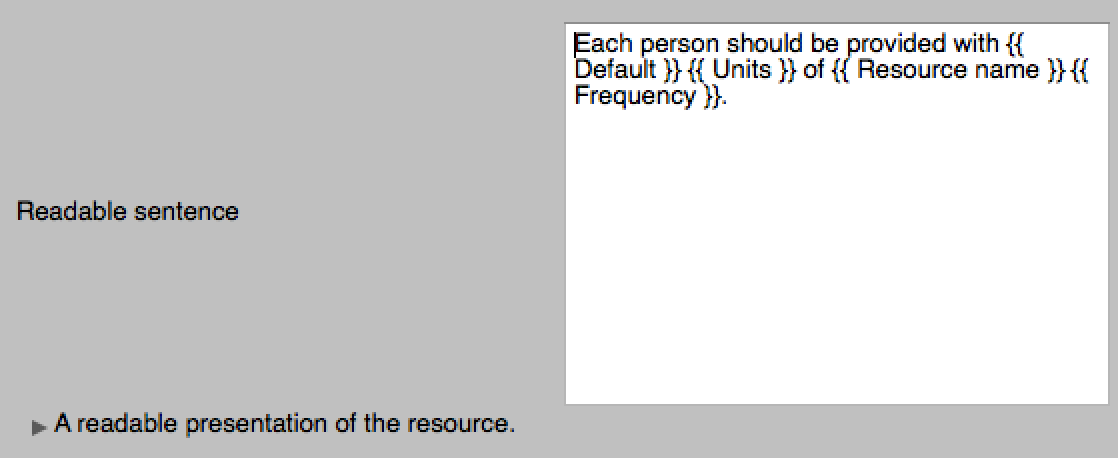 Each person should be provided with {{
Default }} {{ Units }} of {{ Resource name }} {{
Frequency }}.
Readable sentence
A readable presentation of the resource.